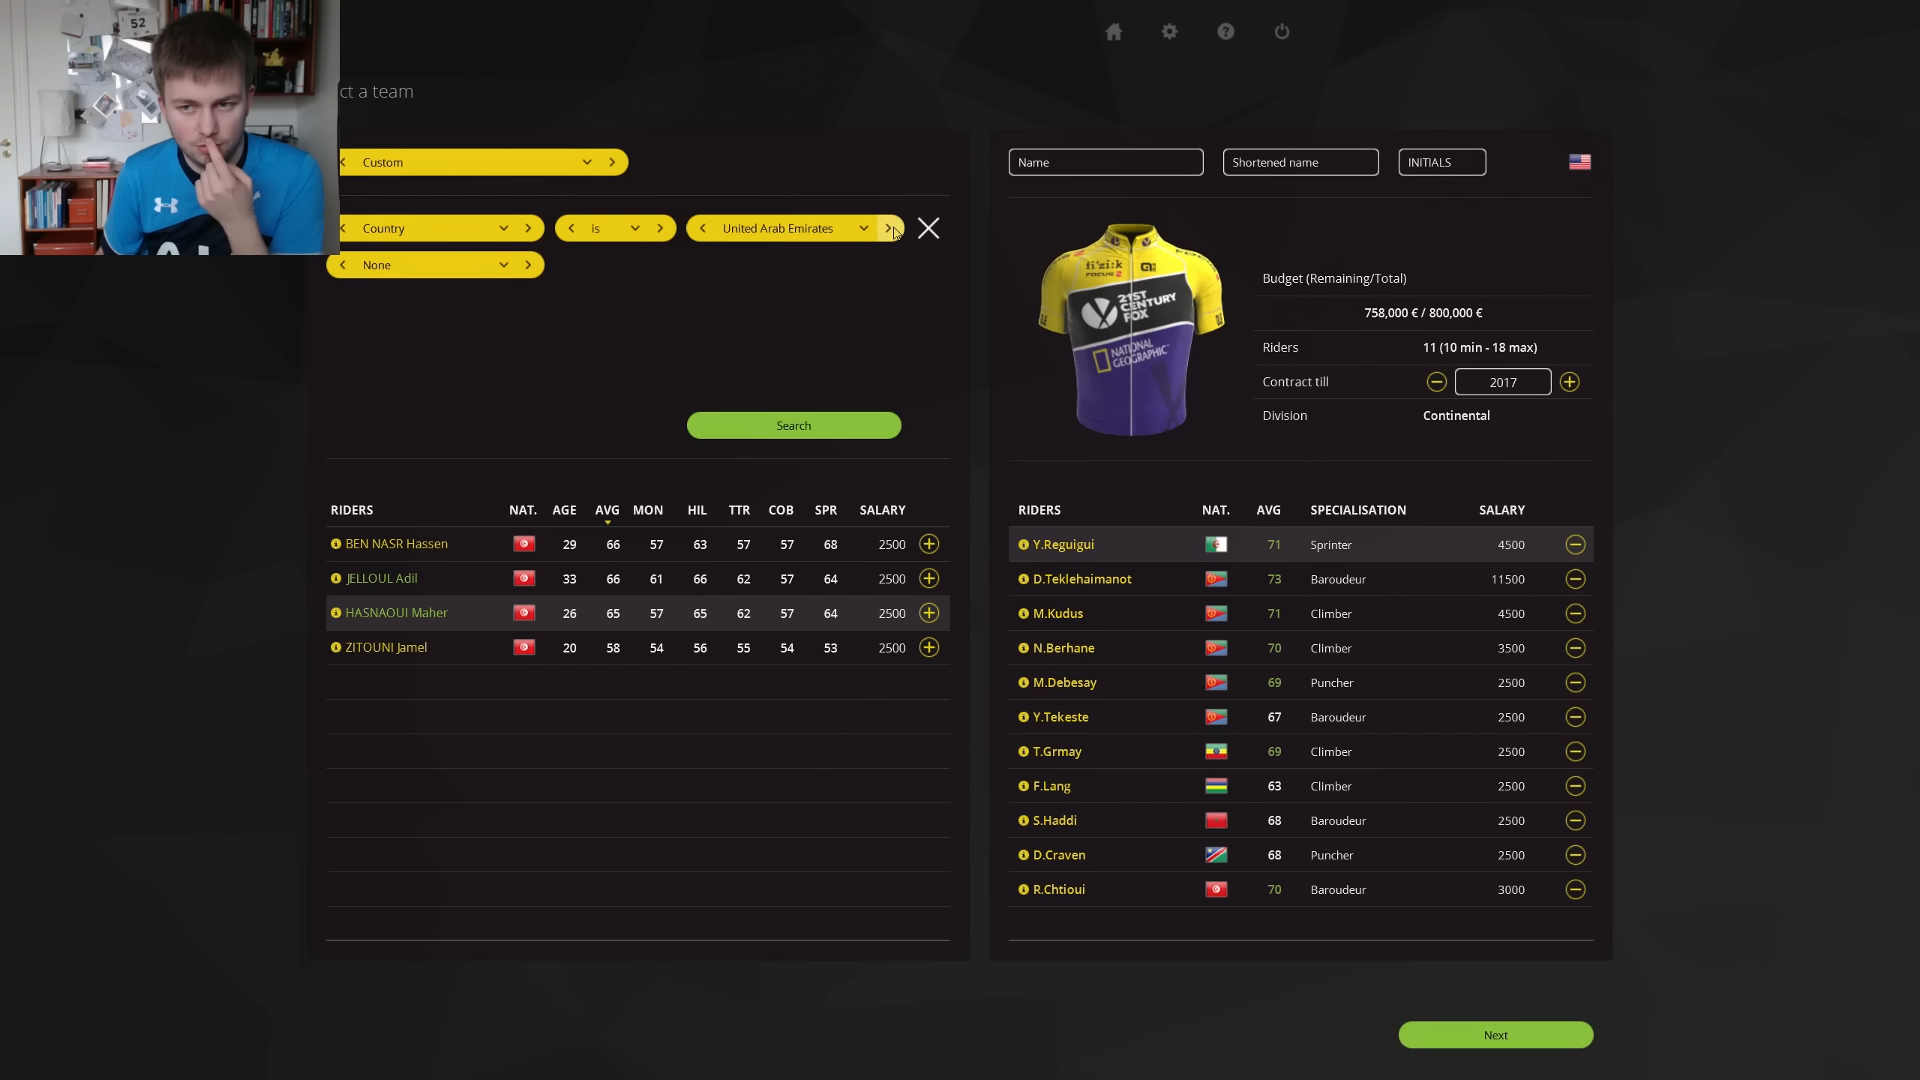 52
ct a team
Custom
Country is United Arab Emirates
None
Search
RIDERS NAT. AGE AVG MON HIL TTR COB SPR SALARY
BEN NASR Hassen 29 66 57 63 57 57 68 2500
JELLOUL Adil 33 66 61 66 62 57 64 2500
HASNAOUI Maher 26 65 57 65 62 57 64 2500
ZITOUNI Jamel 20 58 54 56 55 54 53 2500
Name Shortened name INITIALS
fi'zi:k
FOCUS
21ST
CENTURY
FOX
NATIONAL
GEOGRAPHIC
Budget (Remaining/Total)
758,000 € / 800,000 €
Riders 11 (10 min - 18 max)
Contract till 2017
Division Continental
RIDERS NAT. AVG SPECIALISATION SALARY
Y.Reguigui 71 Sprinter 4500
D.Teklehaimanot 73 Baroudeur 11500
M.Kudus 71 Climber 4500
N.Berhane 70 Climber 3500
M.Debesay 69 Puncher 2500
Y.Tekeste 67 Baroudeur 2500
T.Grmay 69 Climber 2500
F.Lang 63 Climber 2500
S.Haddi 68 Baroudeur 2500
D.Craven 68 Puncher 2500
R.Chtioui 70 Baroudeur 3000
Next